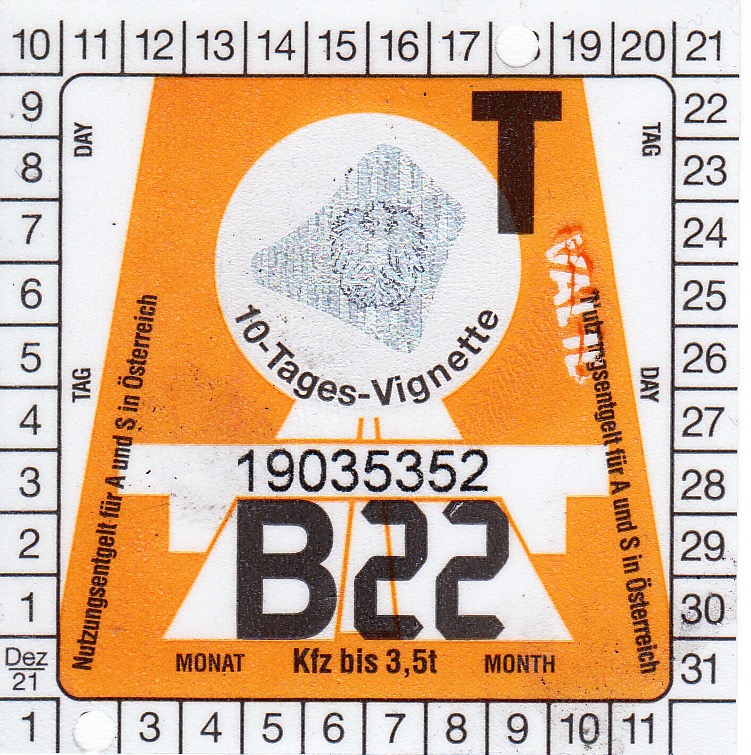 10 11 12 13 14 15 16 17 19 20 21
9 22
8 23
7 24
6 25
5 26
4 27
3 28
2 29
1 30
Dez 21 31
1 3 4 5 6 7 8 9 10 11
DAY
TAG
T
TAG
DAY
VALID
10-Tages-Vignette
Nutzungsentgelt für A und S in Österreich
Nutzungsentgelt für A und S in Österreich
19035352
B22
MONAT Kfz bis 3,5t MONTH